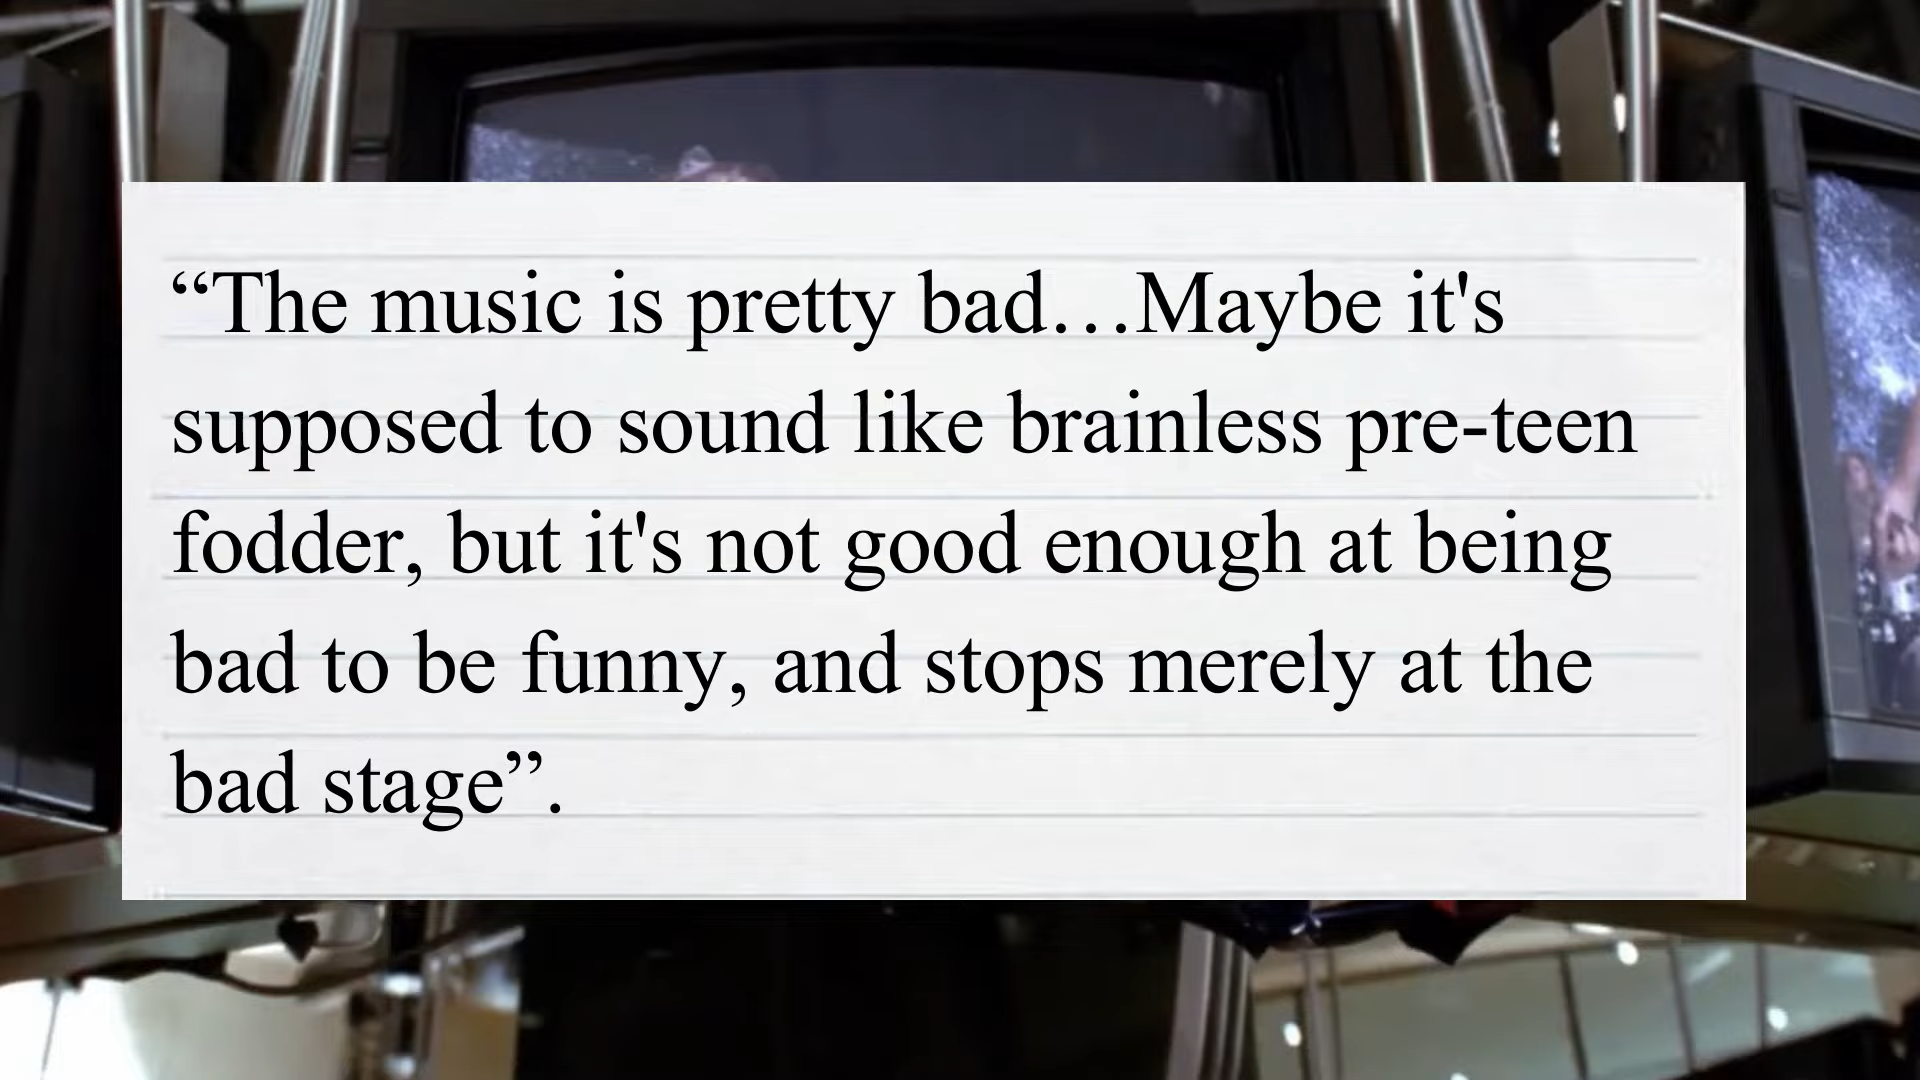 “The music is pretty bad…Maybe it's
supposed to sound like brainless pre-teen
fodder, but it's not good enough at being
bad to be funny, and stops merely at the
bad stage”.